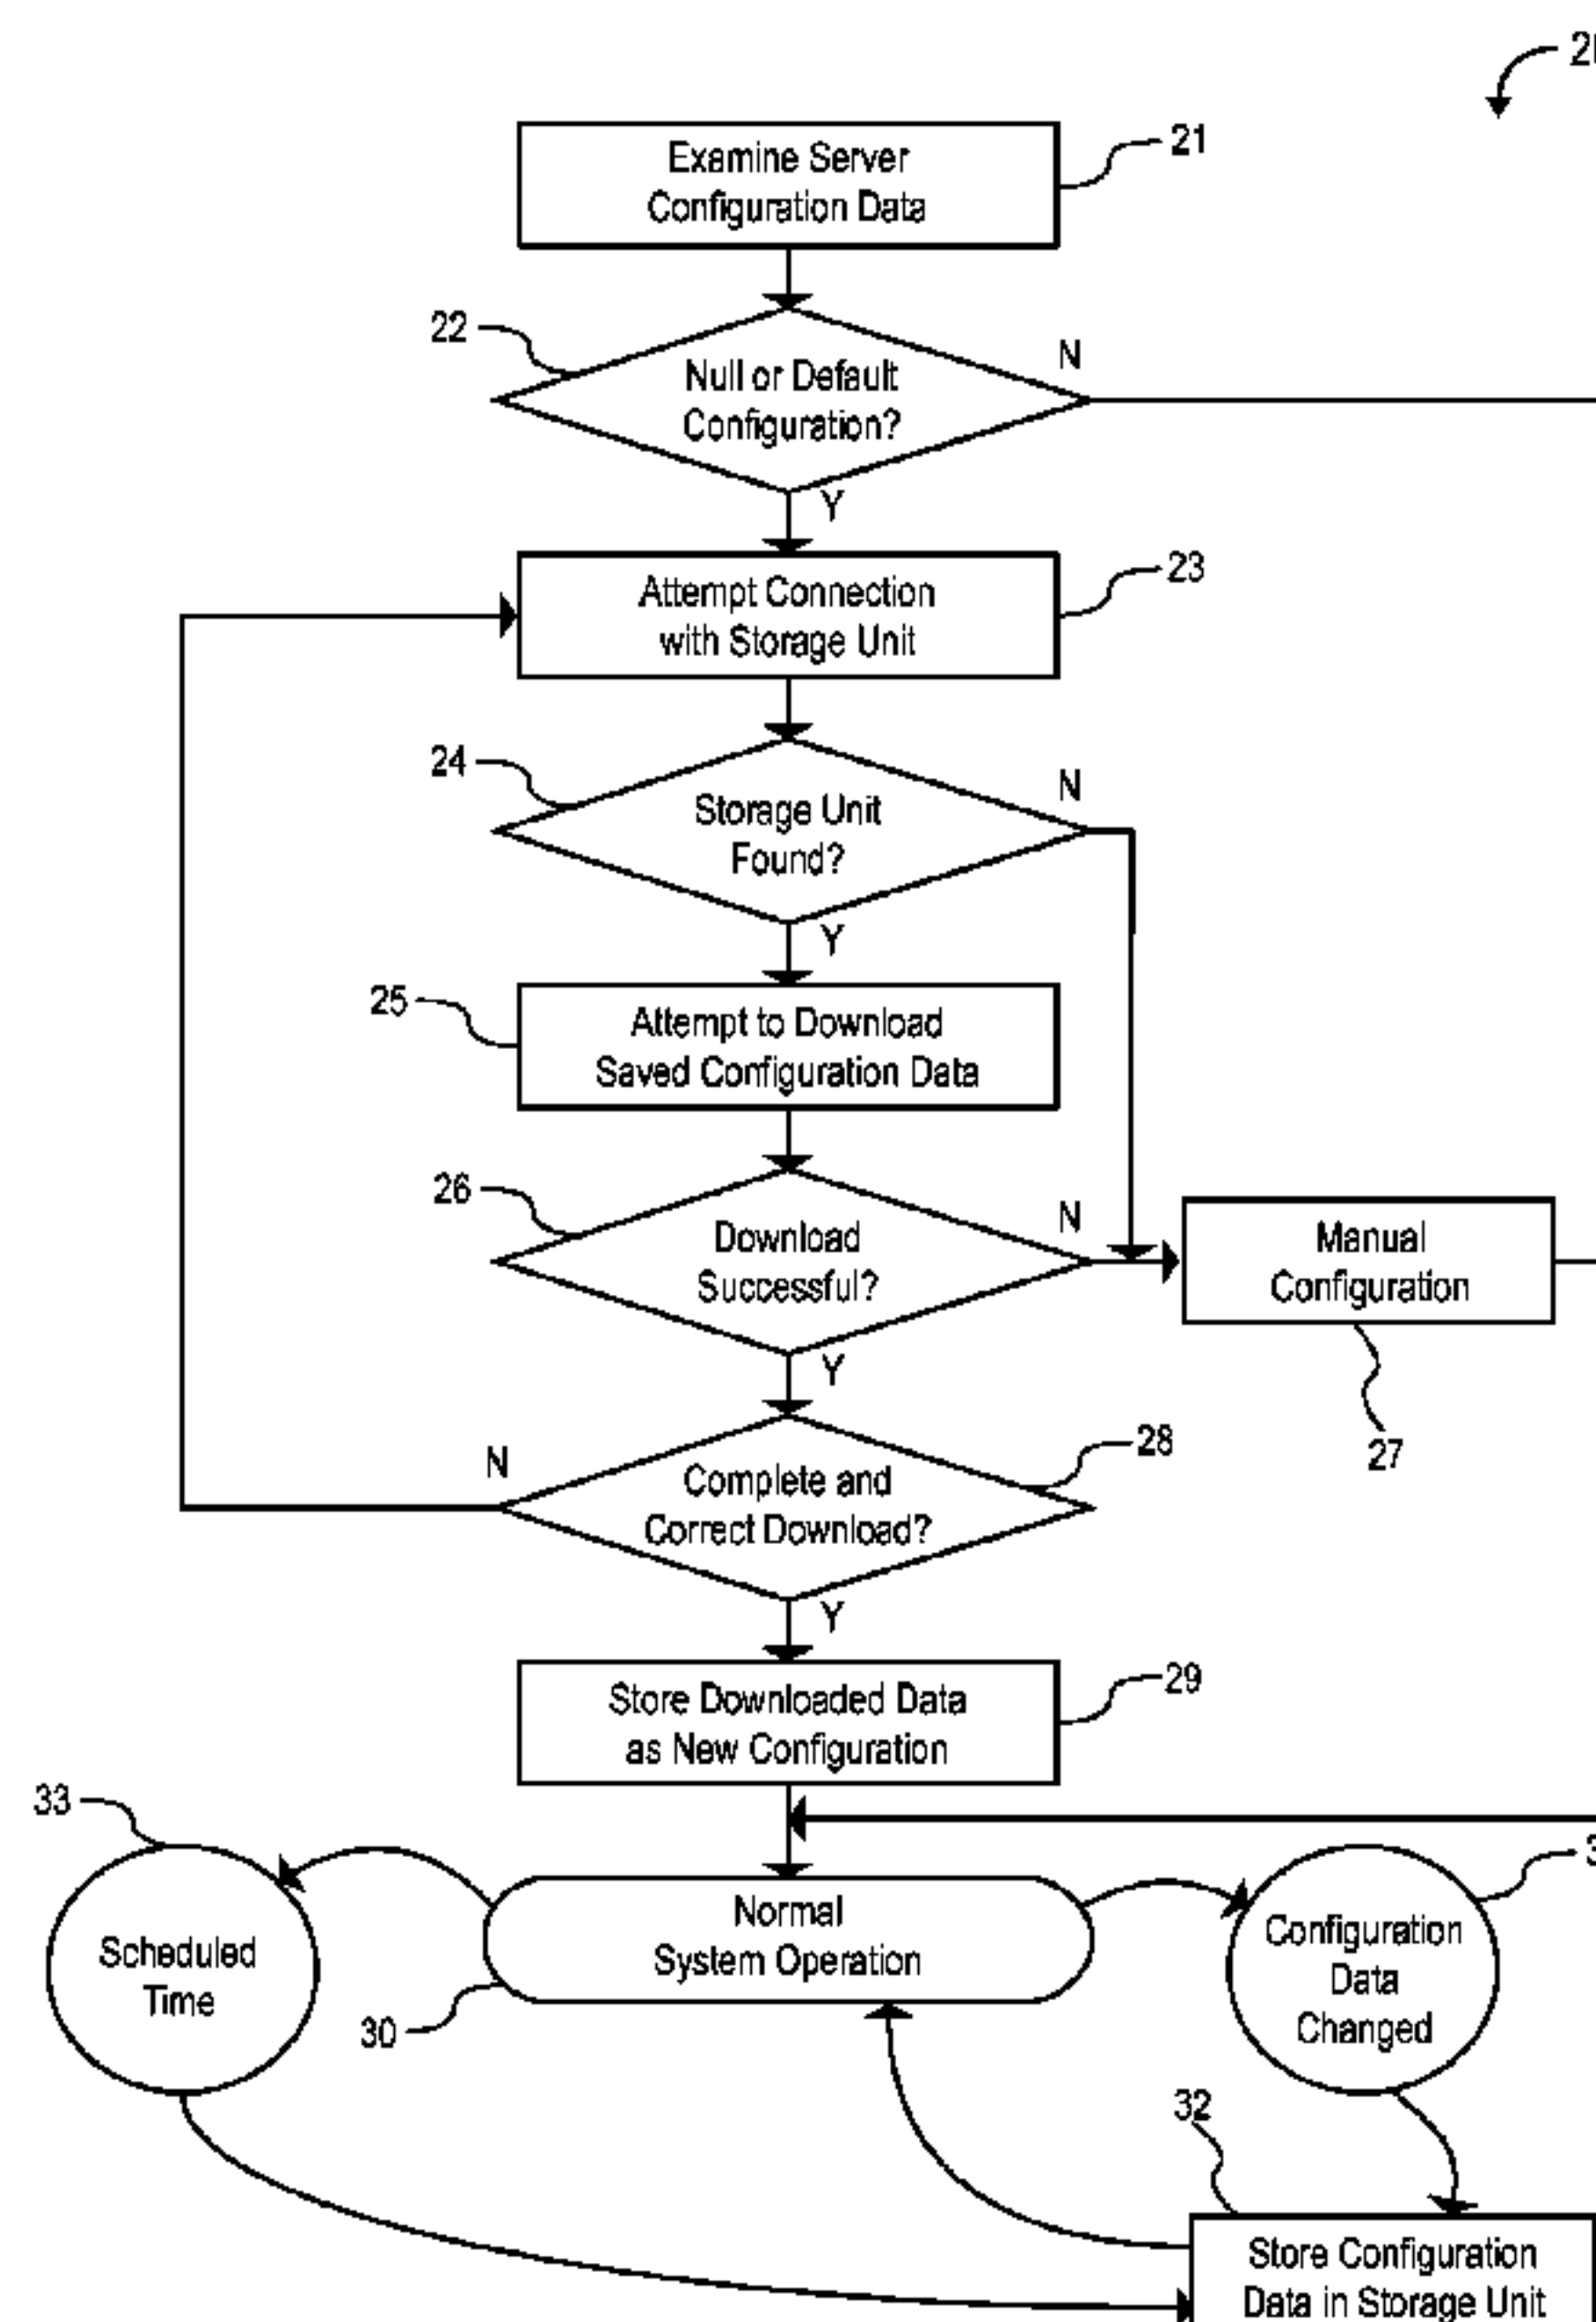 21
Examine Server
Configuration Data
22
Null or Default
Configuration?
N
Y
23
Attempt Connection
with Storage Unit
24
Storage Unit
Found?
N
Y
25
Attempt to Download
Saved Configuration Data
26
Download
Successful?
N
Y
Manual
Configuration
27
28
Complete and
Correct Download?
N
Y
29
Store Downloaded Data
as New Configuration
33
Scheduled
Time
Normal
System Operation
30
Configuration
Data
Changed
32
Store Configuration
Data in Storage Unit